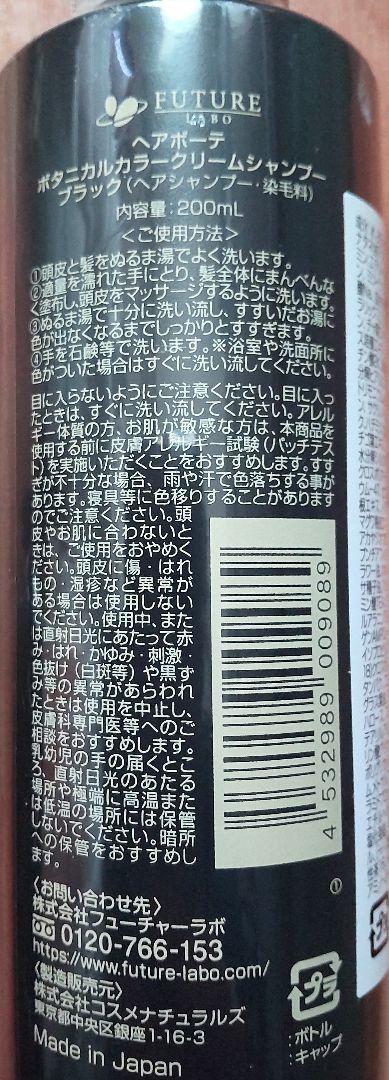 FUTURE
LABO
ヘアボーテ
ボタニカルカラークリームシャンプー
ブラック〈ヘアシャンプー・染毛料〉
内容量:200mL
<ご使用方法>
①頭皮と髪をぬるま湯でよく洗います。
②適量を濡れた手にとり、髪全体にまんべんな
く塗布し、頭皮をマッサージするように洗います。
③ぬるま湯で十分に洗い流し、すすいだお湯に
色が出なくなるまでしっかりとすすぎます。
④手を石鹸等で洗います。※浴室や洗面所に
色がついた場合はすぐに洗い流してください。
目に入らないようにご注意ください。目に入っ
たときは、すぐに洗い流してください。アレル
ギー体質の方、お肌が敏感な方は、本商品を
使用する前に皮膚アレルギー試験(パッチテス
ト)を実施いただくことをおすすめします。すす
ぎが不十分な場合、雨や汗で色落ちする事が
あります。寝具等に色移りすることがあります
のでご注意ください。頭
皮やお肌に合わないと
きは、ご使用をおやめく
ださい。頭皮に傷・はれ
もの・湿疹など異常が
ある場合は使用しない
でください。使用中、また
は直射日光にあたって赤
み・はれ・かゆみ・刺激・
色抜け(白斑等)や黒ず
み等の異常があらわれ
たときは使用を中止し、
皮膚科専門医等へのご
相談をおすすめします。
乳幼児の手の届くとこ
ろ、直射日光のあたる
場所や極端に高温また
は低温の場所には保管
しないでください。暗所
への保管をおすすめし
ます。
4 532989 009089
①
<お問い合わせ先>
株式会社フューチャーラボ
0120-766-153
https://www.future-labo.com/
<製造販売元>
株式会社コスメナチュラルズ
東京都中央区銀座1-16-3
Made in Japan
プラ
:ボトル
:キャップ